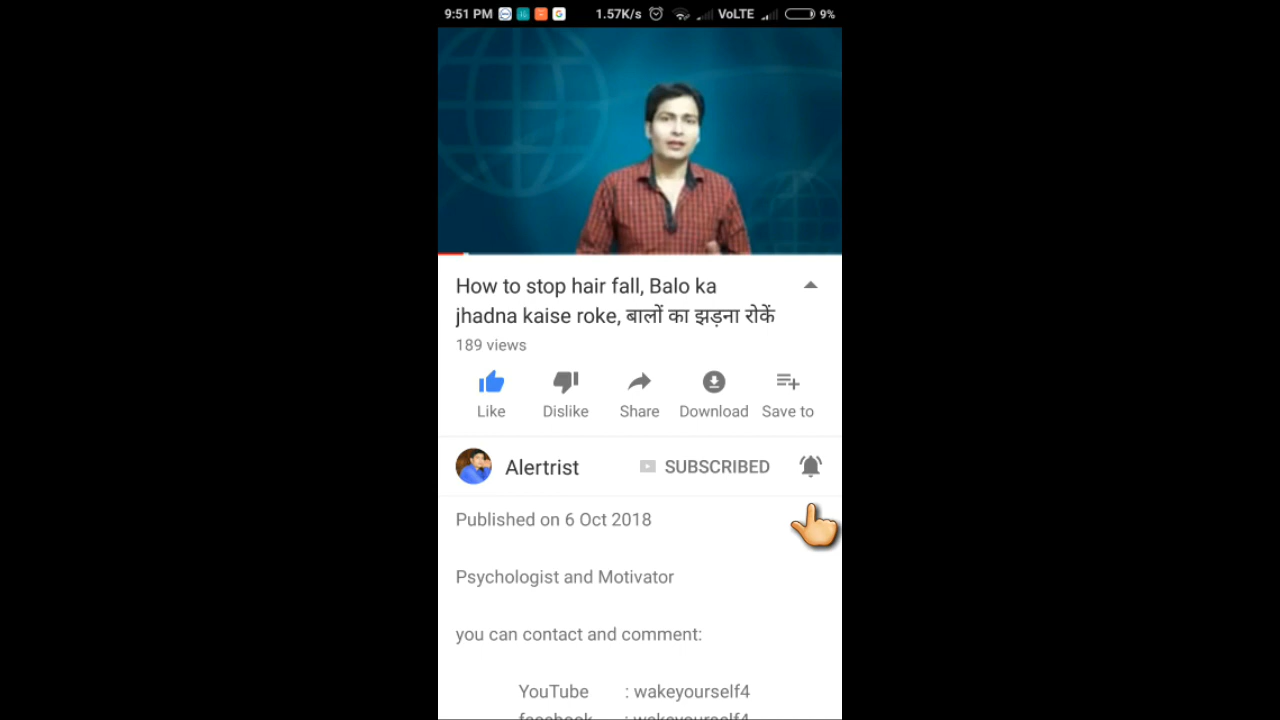 9:51 PM 1.57K/s VoLTE 9%
How to stop hair fall, Balo ka
jhadna kaise roke, बालों का झड़ना रोकें
189 views
Like Dislike Share Download Save to
Alertrist SUBSCRIBED
Published on 6 Oct 2018
Psychologist and Motivator
you can contact and comment:
YouTube : wakeyourself4
facebook : wakeyourself4